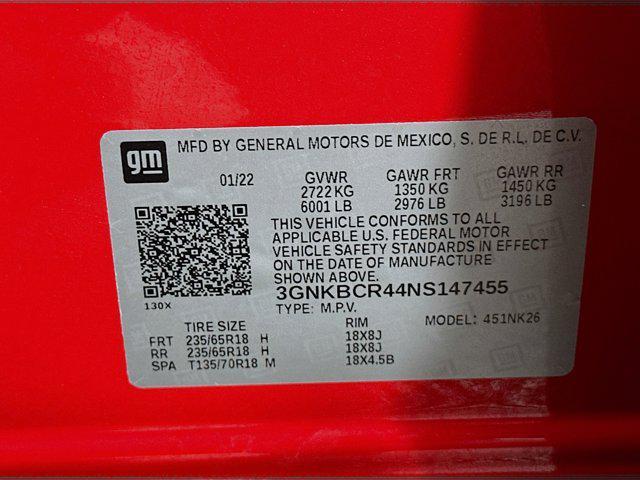 gm
MFD BY GENERAL MOTORS DE MEXICO, S. DE R.L. DE C.V.
01/22 GVWR GAWR FRT GAWR RR
2722 KG 1350 KG 1450 KG
6001 LB 2976 LB 3196 LB
THIS VEHICLE CONFORMS TO ALL
APPLICABLE U.S. FEDERAL MOTOR
VEHICLE SAFETY STANDARDS IN EFFECT
ON THE DATE OF MANUFACTURE
SHOWN ABOVE.
3GNKBCR44NS147455
130X TYPE: M.P.V.
TIRE SIZE RIM MODEL: 451NK26
FRT 235/65R18 H 18X8J
RR 235/65R18 H 18X8J
SPA T135/70R18 M 18X4.5B